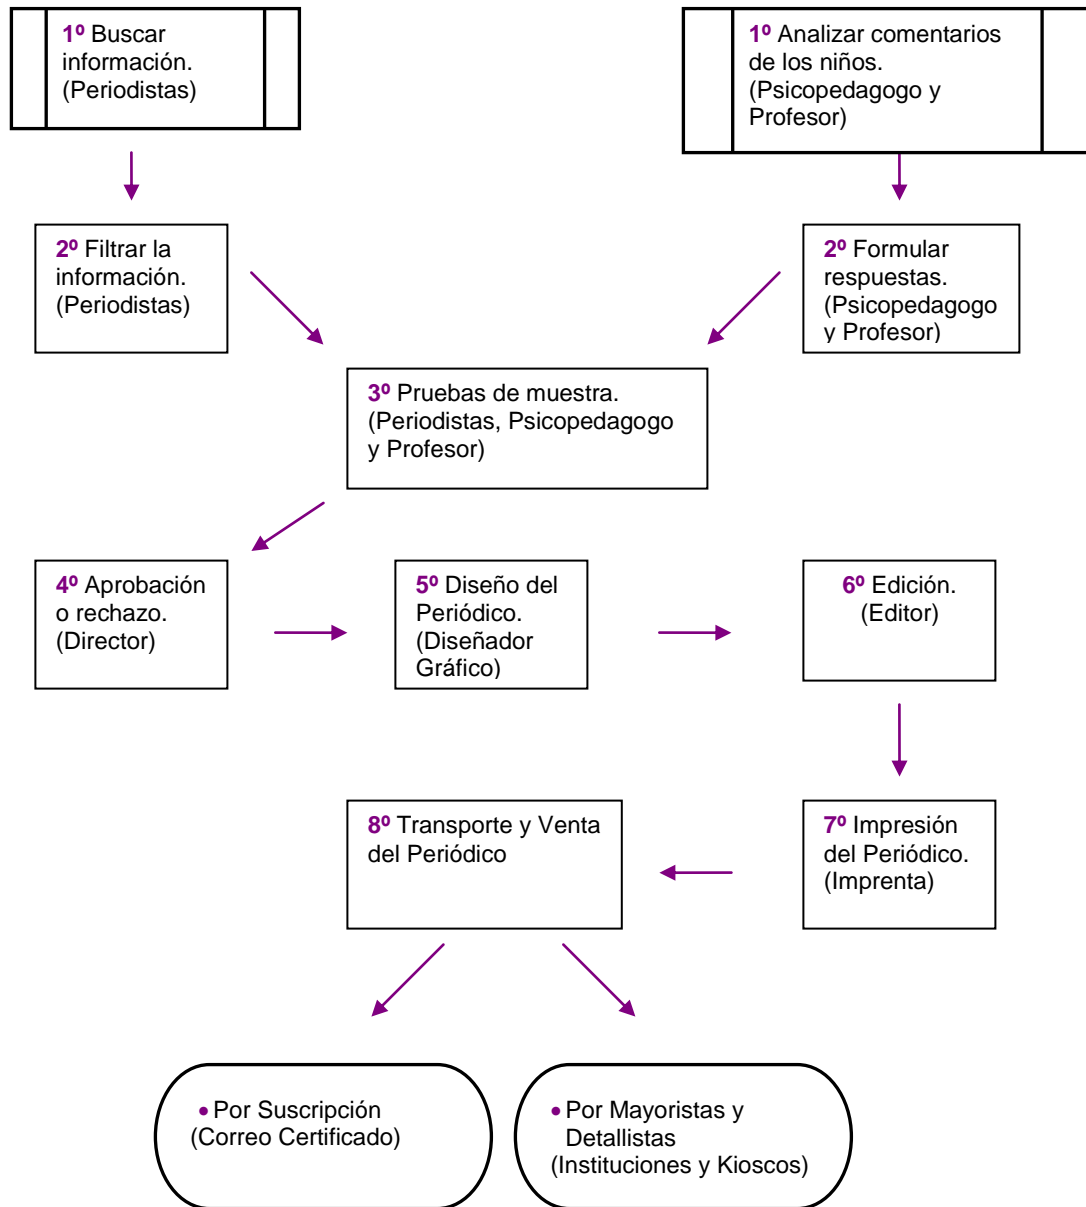 1º Buscar
información.
(Periodistas)
1º Analizar comentarios
de los niños.
(Psicopedagogo y
Profesor)
2º Filtrar la
información.
(Periodistas)
2º Formular
respuestas.
(Psicopedagogo
y Profesor)
3º Pruebas de muestra.
(Periodistas, Psicopedagogo
y Profesor)
4º Aprobación
o rechazo.
(Director)
5º Diseño del
Periódico.
(Diseñador
Gráfico)
6º Edición.
(Editor)
8º Transporte y Venta
del Periódico
7º Impresión
del Periódico.
(Imprenta)
• Por Suscripción
(Correo Certificado)
• Por Mayoristas y
Detallistas
(Instituciones y Kioscos)